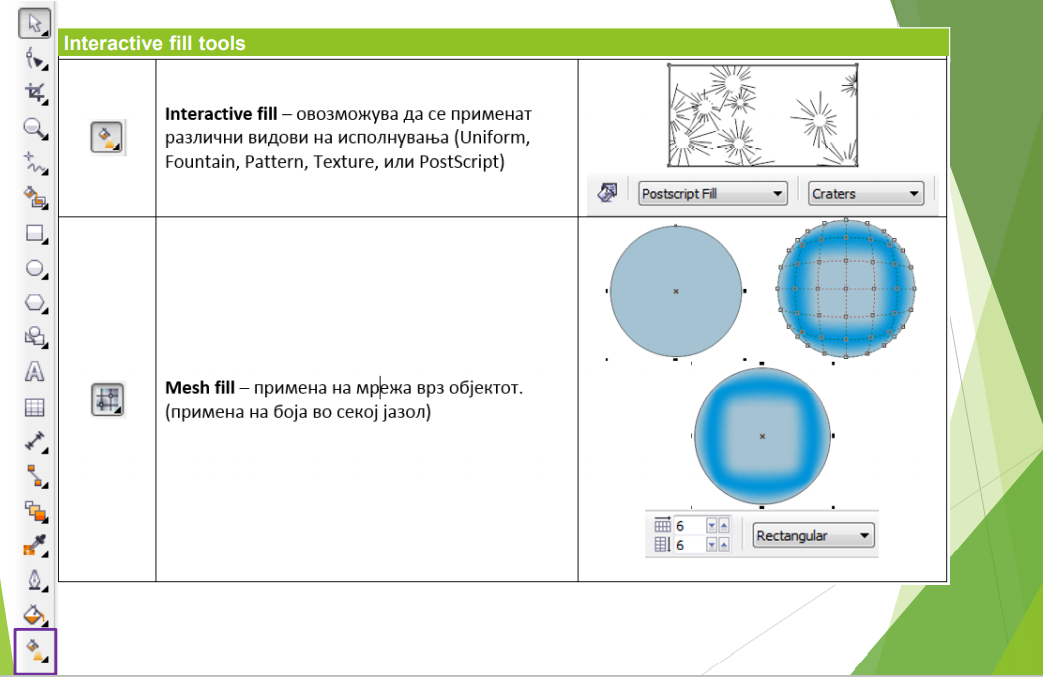 Interactive fill tools
Interactive fill – овозможува да се применат
различни видови на исполнувања (Uniform,
Fountain, Pattern, Texture, или PostScript)
Postscript Fill
Craters
Mesh fill – примена на мрежа врз објектот.
(примена на боја во секој јазол)
6
6
Rectangular